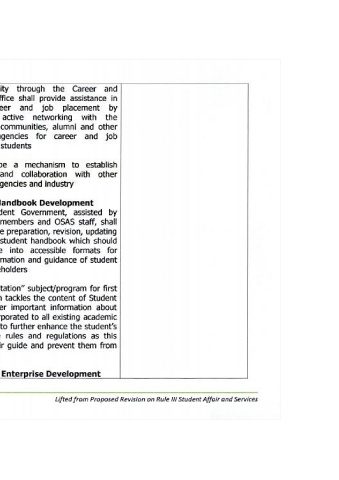 ity through the Career and
ffice shall provide assistance in
eer and job placement by
active networking with the
communities, alumni and other
gencies for career and job
students
be a mechanism to establish
and collaboration with other
gencies and industry
Handbook Development
dent Government, assisted by
members and OSAS staff, shall
e preparation, revision, updating
student handbook which should
e into accessible formats for
rmation and guidance of student
eholders
tation" subject/program for first
h tackles the content of Student
er important information about
rporated to all existing academic
to further enhance the student's
e rules and regulations as this
ir guide and prevent them from
Enterprise Development
Lifted from Proposed Revision on Rule III Student Affair and Services